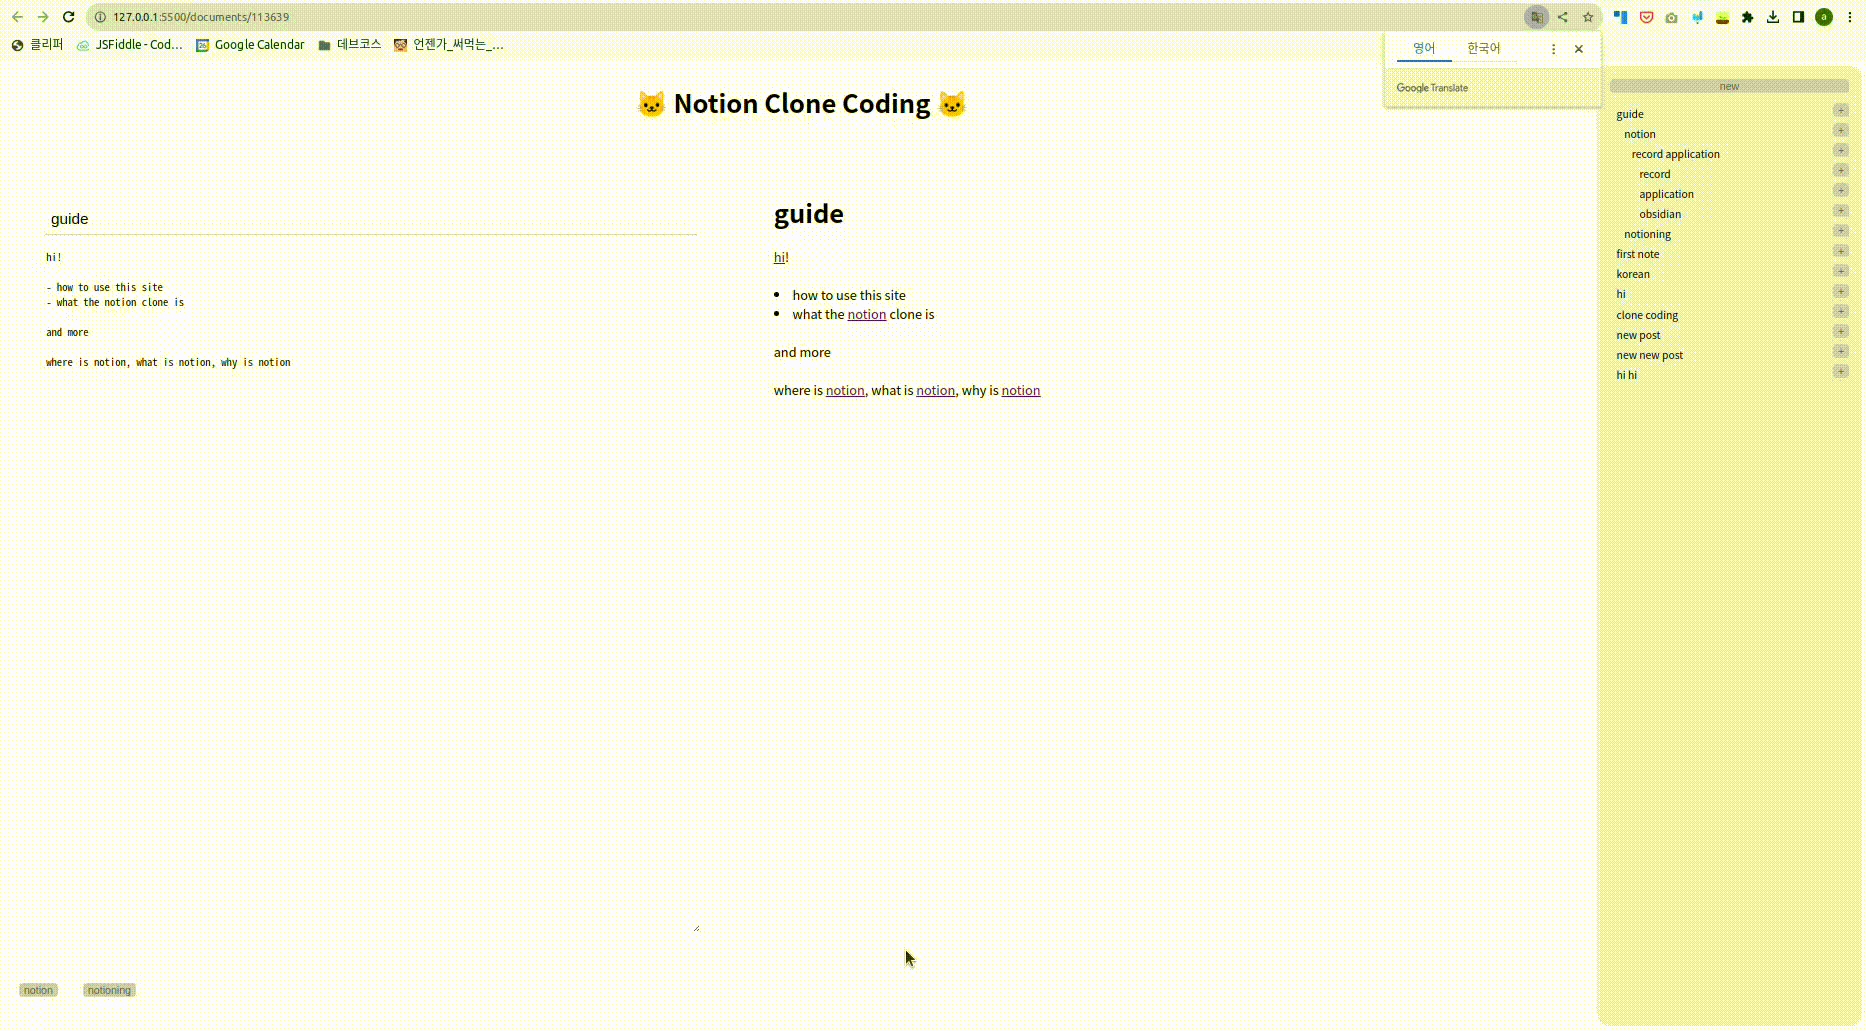 127.0.0.1:5500/documents/113639
클리퍼
JSFiddle - Cod...
Google Calendar
데브코스
언젠가_써먹는_...
영어
한국어
Google Translate
a
🐱 Notion Clone Coding 🐱
guide
hi!
- how to use this site
- what the notion clone is
and more
where is notion, what is notion, why is notion
guide
hi!
• how to use this site
• what the notion clone is
and more
where is notion, what is notion, why is notion
new
guide +
notion +
record application +
record +
application +
obsidian +
notioning +
first note +
korean +
hi +
clone coding +
new post +
new new post +
hi hi +
notion
notioning